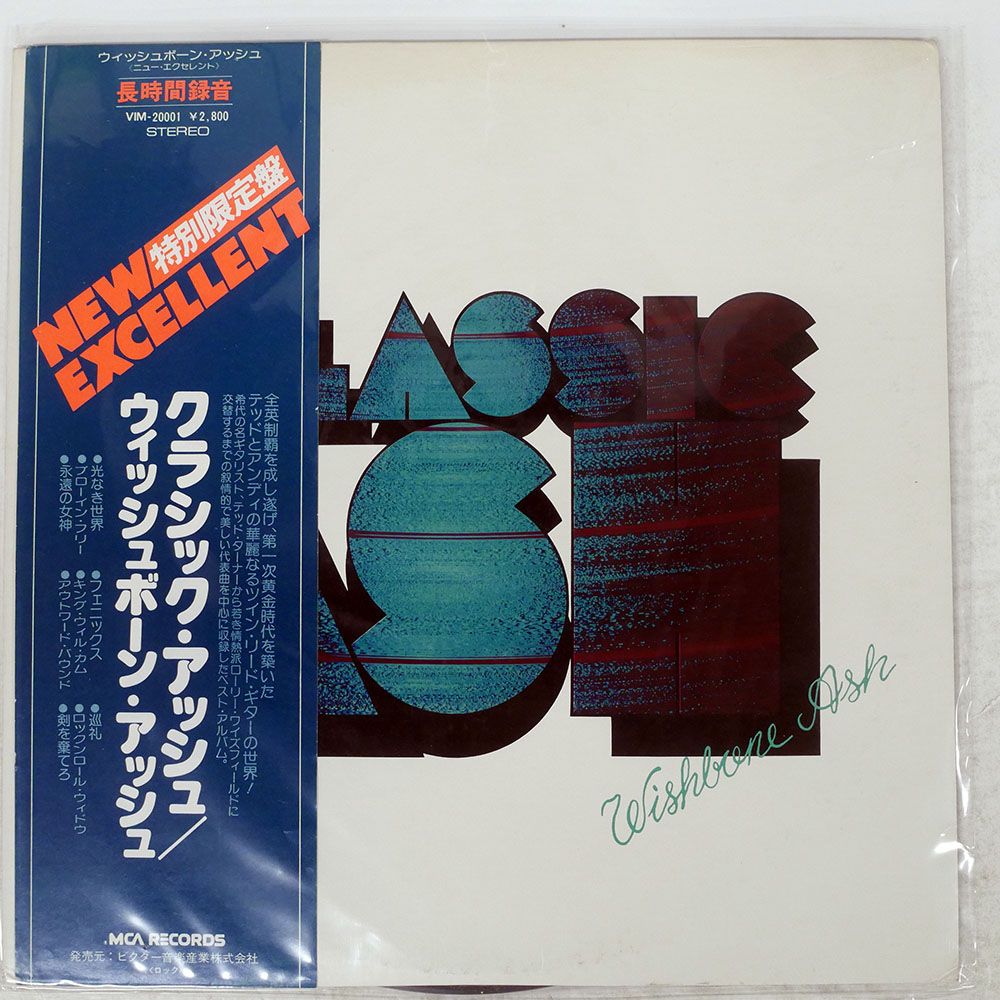 ウィッシュボーン・アッシュ
〈ニュー・エクセレント〉
長時間録音
VIM-20001 ¥2,800
STEREO
NEW 特別限定盤
EXCELLENT
クラシック・アッシュ/
ウィッシュボーン・アッシュ
全英制覇を成し遂げ、第一次黄金時代を築いた
テッドとアンディの華麗なるツイン・リード・ギターの世界!
希代の名ギタリスト、テッド・ターナーから若き情熱派ローリー・ワイズフィールドに
交替するまでの叙情的で美しい代表曲を中心に収録したベスト・アルバム。
●光なき世界
●ブローイン・フリー
●永遠の女神
●フェニックス
●キング・ウィル・カム
●アウトワード・バウンド
●巡礼
●ロックンロール・ウィドウ
●剣を棄てろ
MCA RECORDS
発売元:ビクター音楽産業株式会社
〈ロック〉
LASSIC
ASH
Wishbone Ash